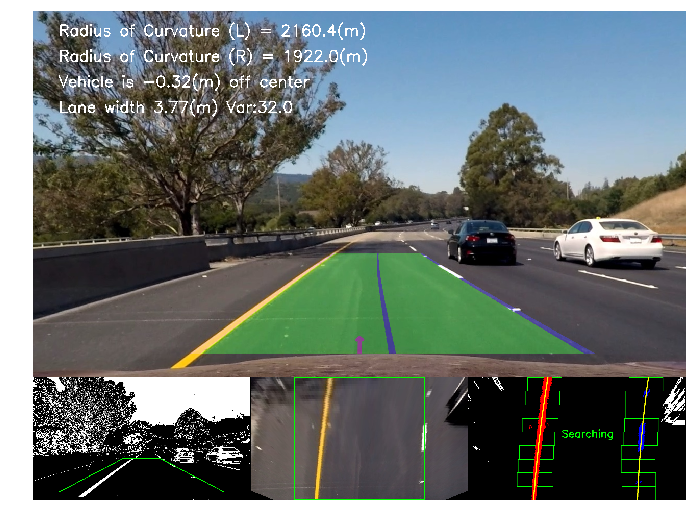 Radius of Curvature (L) = 2160.4(m)
Radius of Curvature (R) = 1922.0(m)
Vehicle is -0.32(m) off center
Lane width 3.77(m) Var:32.0
Searching